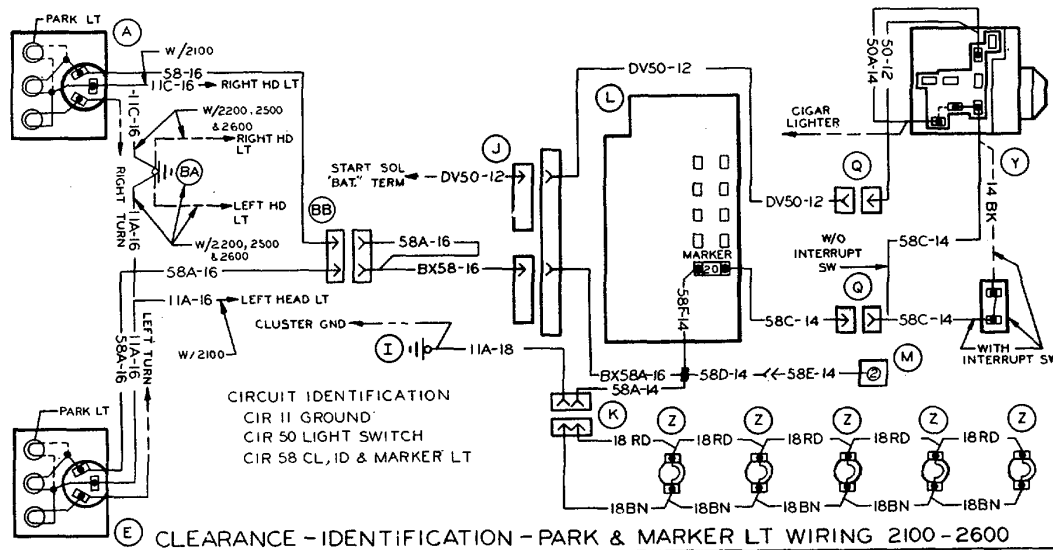 PARK LT
A
W/2100
58-16
11C-16
RIGHT HD LT
11C-16
W/2200, 2500
& 2600
RIGHT HD
LT
BA
RIGHT TURN
LEFT HD
LT
W/2200, 2500
& 2600
11A-16
58A-16
11A-16
LEFT HEAD LT
W/2100
58A-16
11A-16
LEFT TURN
PARK LT
E
BB
58A-16
BX58-16
START SOL
"BAT." TERM
DV50-12
J
DV50-12
L
MARKER
20
58F-14
CLUSTER GND
I
11A-18
BX58A-16
58A-14
58D-14
58E-14
2
M
K
50A-14
50-12
CIGAR
LIGHTER
Q
DV50-12
Y
14 BK
W/O
INTERRUPT
SW
58C-14
Q
58C-14
58C-14
WITH
INTERRUPT SW
CIRCUIT IDENTIFICATION
CIR 11 GROUND
CIR 50 LIGHT SWITCH
CIR 58 CL, ID & MARKER LT
Z
Z
Z
Z
Z
18RD
18RD
18RD
18RD
18RD
18BN
18BN
18BN
18BN
18BN
CLEARANCE-IDENTIFICATION-PARK & MARKER LT WIRING 2100-2600